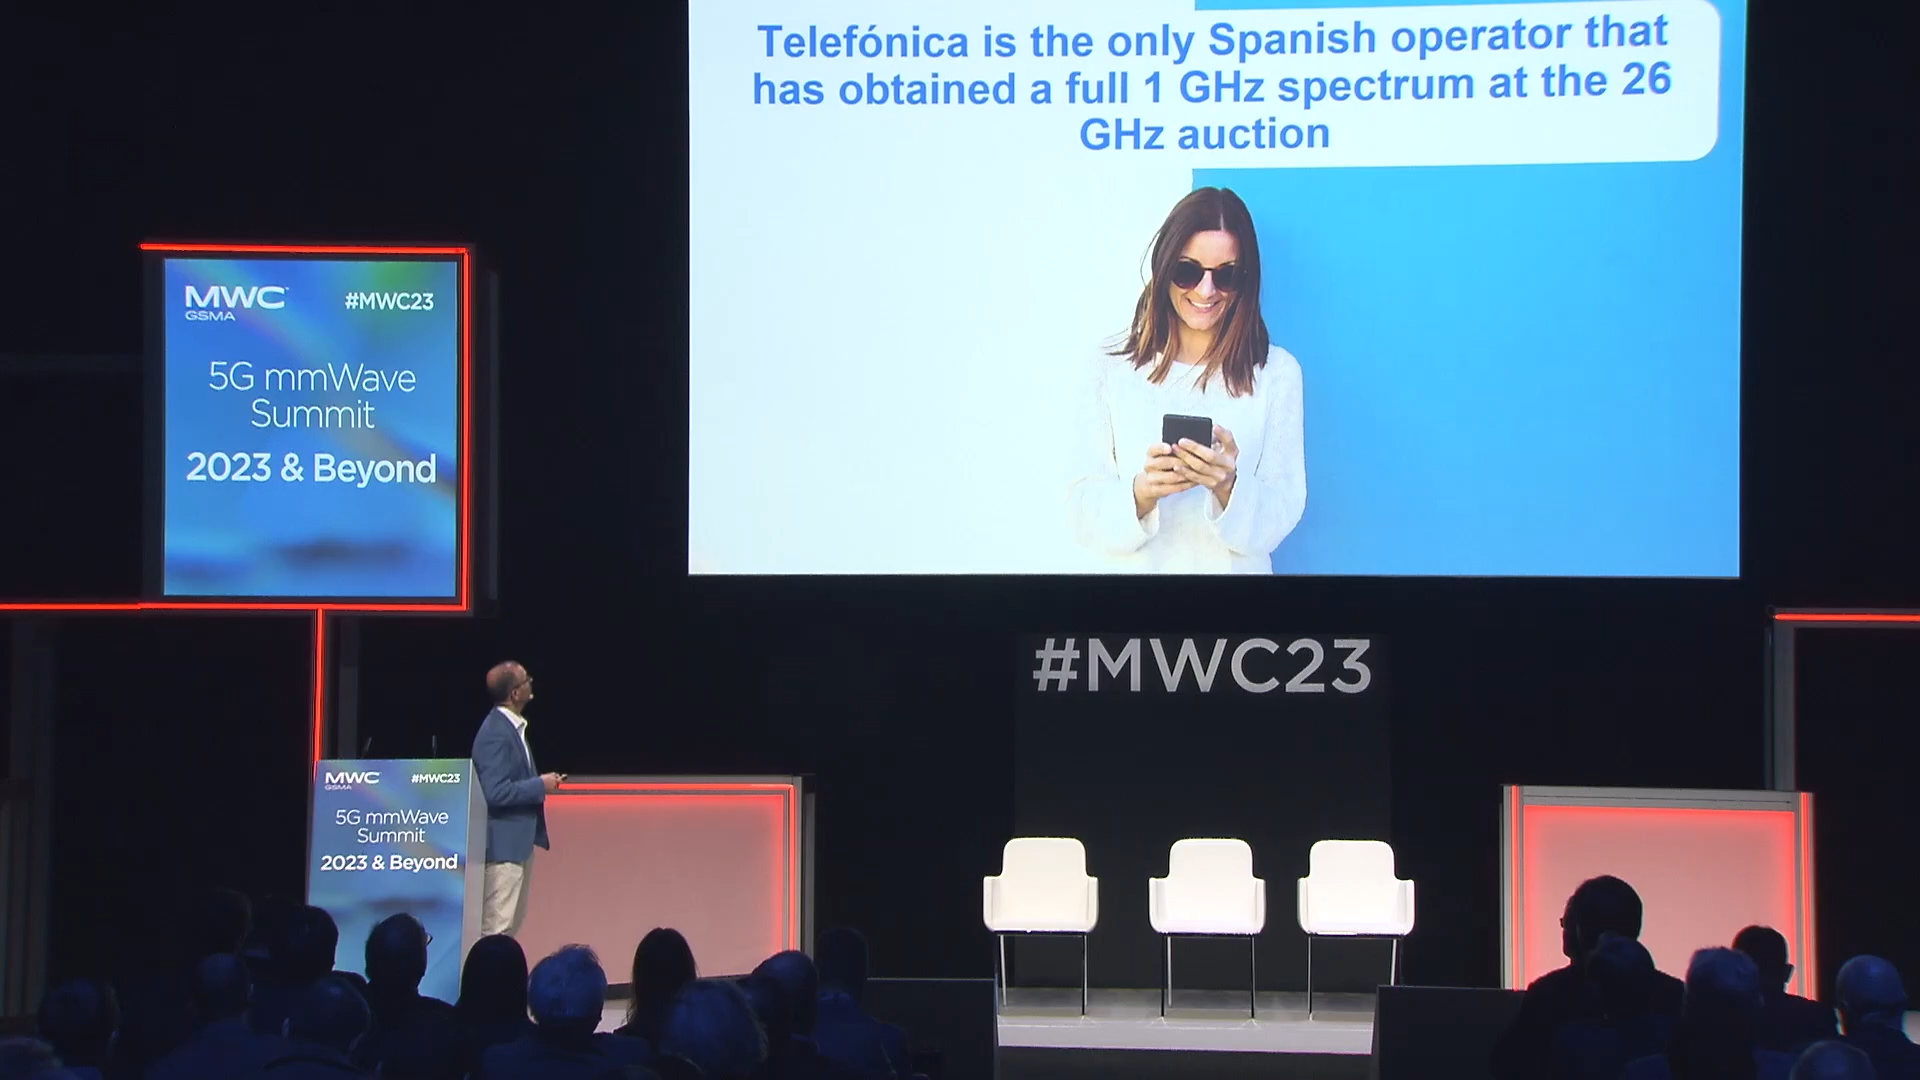 Telefónica is the only Spanish operator that
has obtained a full 1 GHz spectrum at the 26
GHz auction
MWC
GSMA
#MWC23
5G mmWave
Summit
2023 & Beyond
#MWC23
MWC
GSMA
#MWC23
5G mmWave
Summit
2023 & Beyond